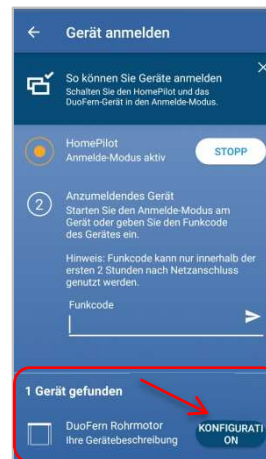 Gerät anmelden
So können Sie Geräte anmelden
Schalten Sie den HomePilot und das
DuoFern-Gerät in den Anmelde-Modus.
HomePilot
Anmelde-Modus aktiv
STOPP
2
Anzumeldendes Gerät
Starten Sie den Anmelde-Modus am
Gerät oder geben Sie den Funkcode
des Gerätes ein.
Hinweis: Funkcode kann nur innerhalb der
ersten 2 Stunden nach Netzanschluss
genutzt werden.
Funkcode
1 Gerät gefunden
DuoFern Rohrmotor
Ihre Gerätebeschreibung
KONFIGURATI
ON